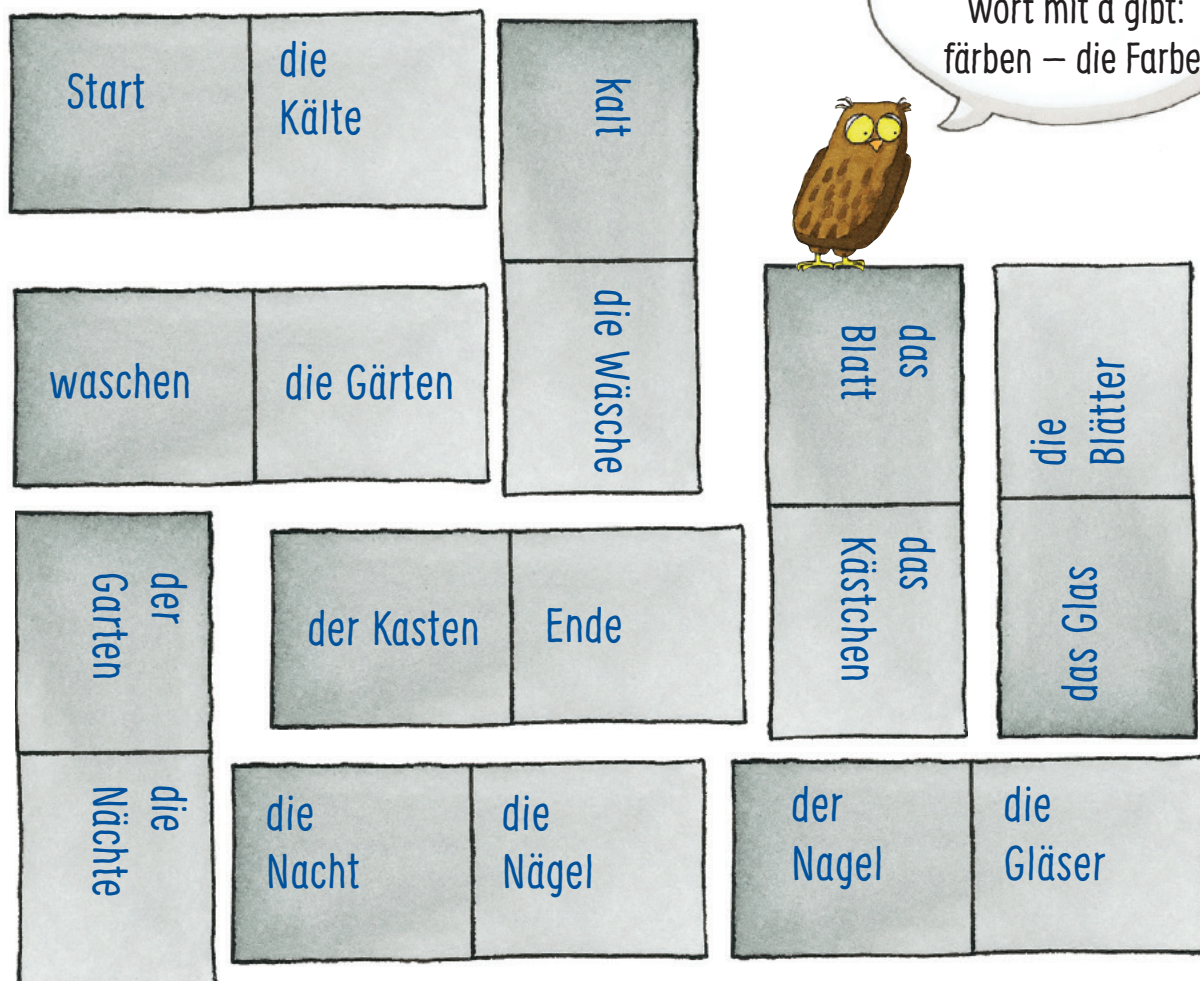 Wort mit a gibt:
färben – die Farbe
Start
die
Kälte
kalt
die Wäsche
waschen
die Gärten
das
Blatt
das
Kästchen
die
Blätter
das Glas
der
Garten
die
Nächte
der Kasten
Ende
die
Nacht
die
Nägel
der
Nagel
die
Gläser